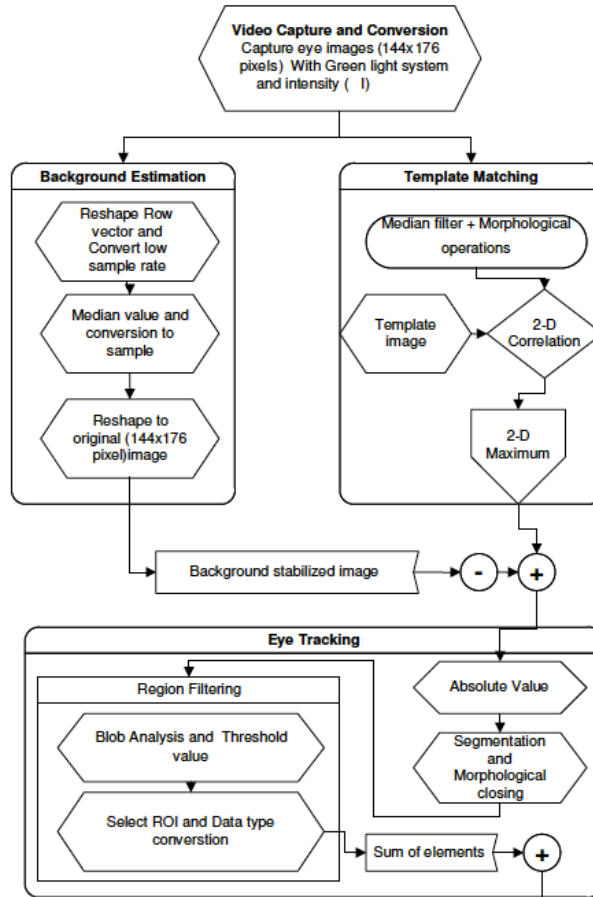 Video Capture and Conversion
Capture eye images (144x176
pixels) With Green light system
and intensity ( I)
Background Estimation
Reshape Row
vector and
Convert low
sample rate
Median value and
conversion to
sample
Reshape to
original (144x176
pixel)image
Template Matching
Median filter + Morphological
operations
Template
image
2-D
Correlation
2-D
Maximum
Background stabilized image
-
+
Eye Tracking
Absolute Value
Segmentation
and
Morphological
closing
Region Filtering
Blob Analysis and Threshold
value
Select ROI and Data type
converstion
Sum of elements
+